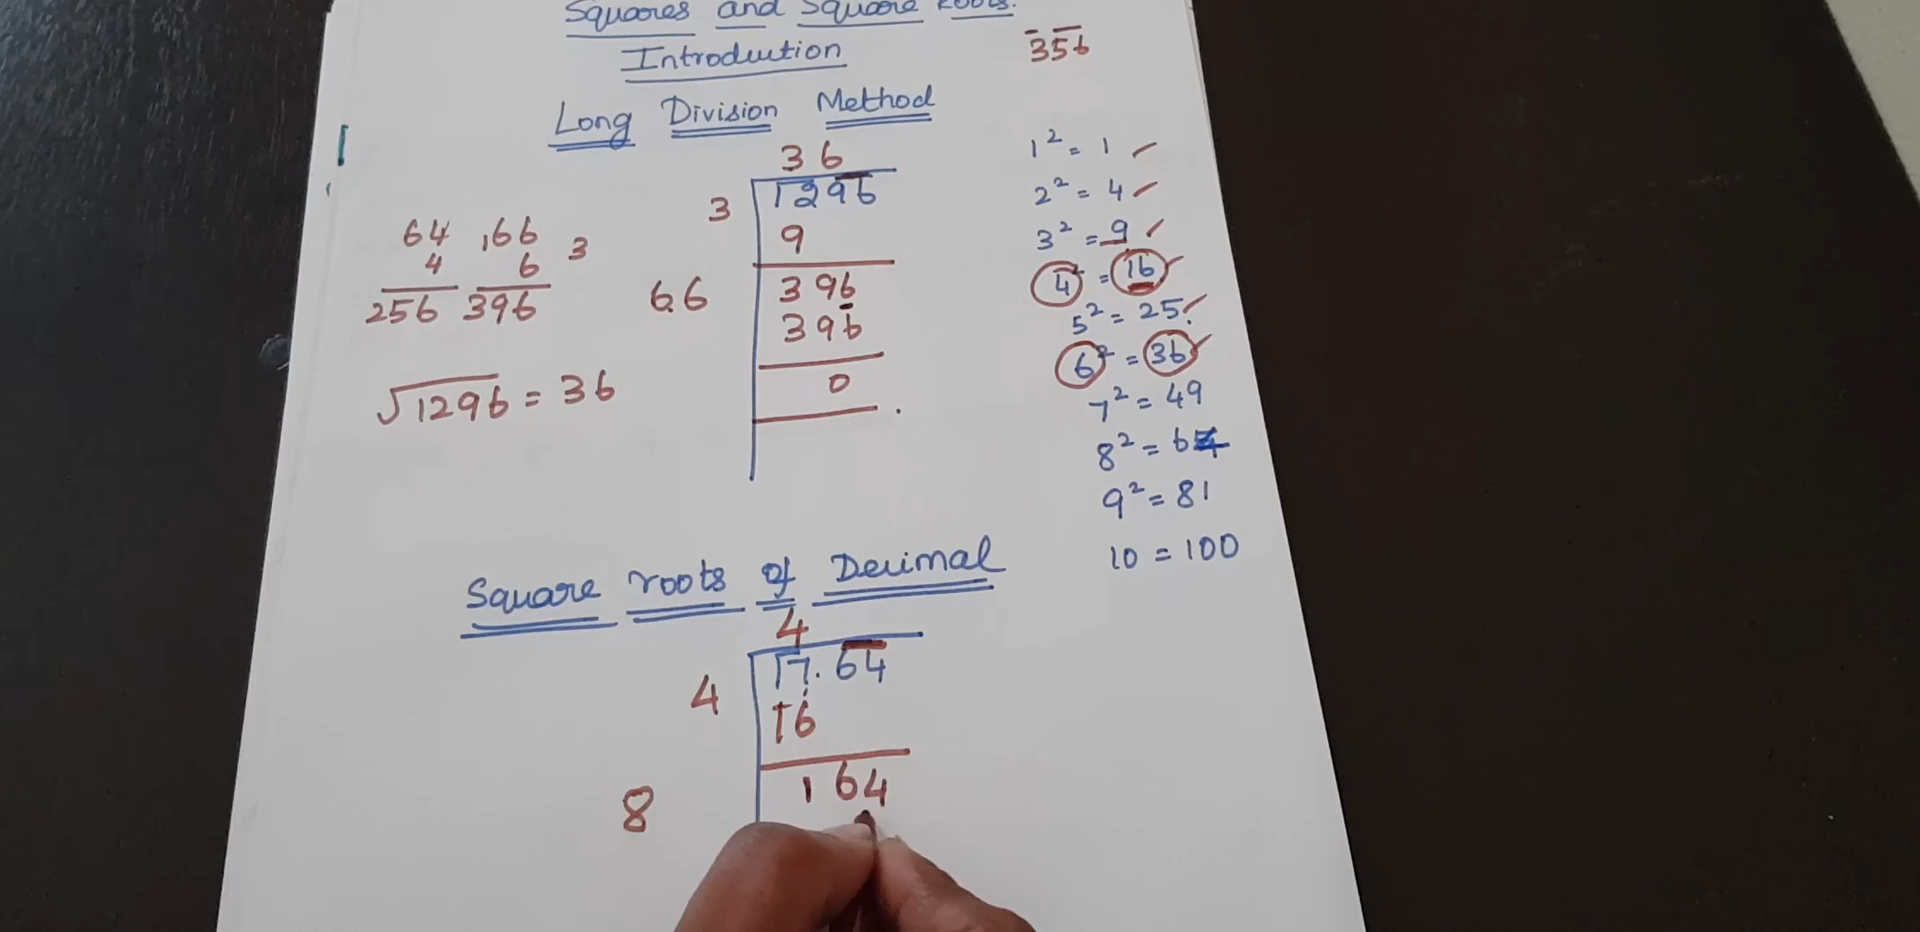 Squares and Square Roots.
Introduction
356
Long Division Method
36
3
1296
9
396
66
396
0
64 166 3
4 6
256 396
√1296 = 36
1² = 1
2² = 4
3² = 9
4² = 16
5² = 25
6² = 36
7² = 49
8² = 64
9² = 81
10 = 100
Square roots of Decimal
4
4
17.64
16
164
8